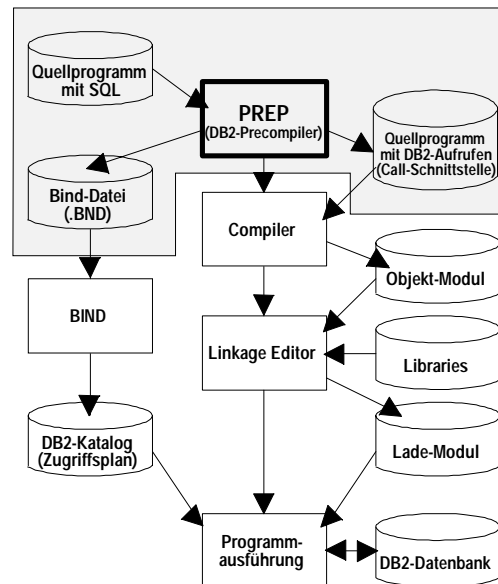 Quellprogramm
mit SQL
PREP
(DB2-Precompiler)
Quellprogramm
mit DB2-Aufrufen
(Call-Schnittstelle)
Bind-Datei
(.BND)
Compiler
Objekt-Modul
BIND
Linkage Editor
Libraries
DB2-Katalog
(Zugriffsplan)
Lade-Modul
Programm-
ausführung
DB2-Datenbank